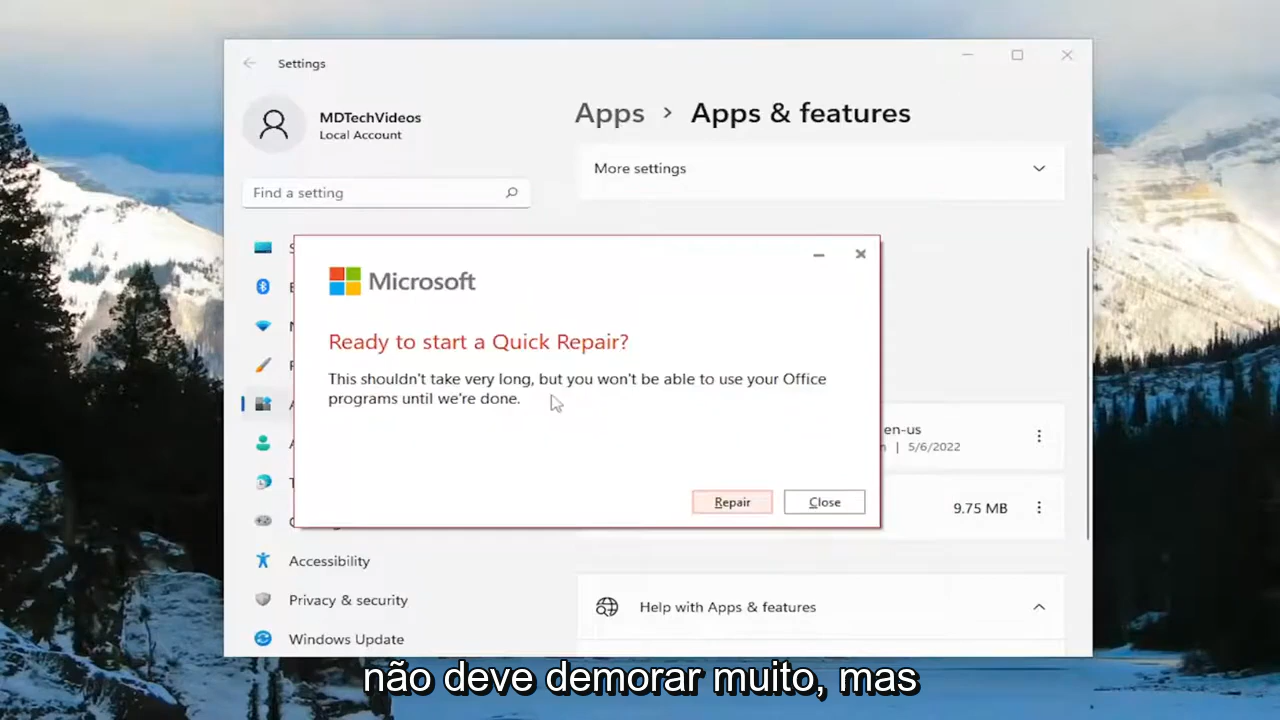 Settings
MDTechVideos
Local Account
Find a setting
Apps > Apps & features
More settings
Microsoft
Ready to start a Quick Repair?
This shouldn't take very long, but you won't be able to use your Office
programs until we're done.
Repair
Close
en-us
| 5/6/2022
9.75 MB
Accessibility
Privacy & security
Windows Update
Help with Apps & features
não deve demorar muito, mas